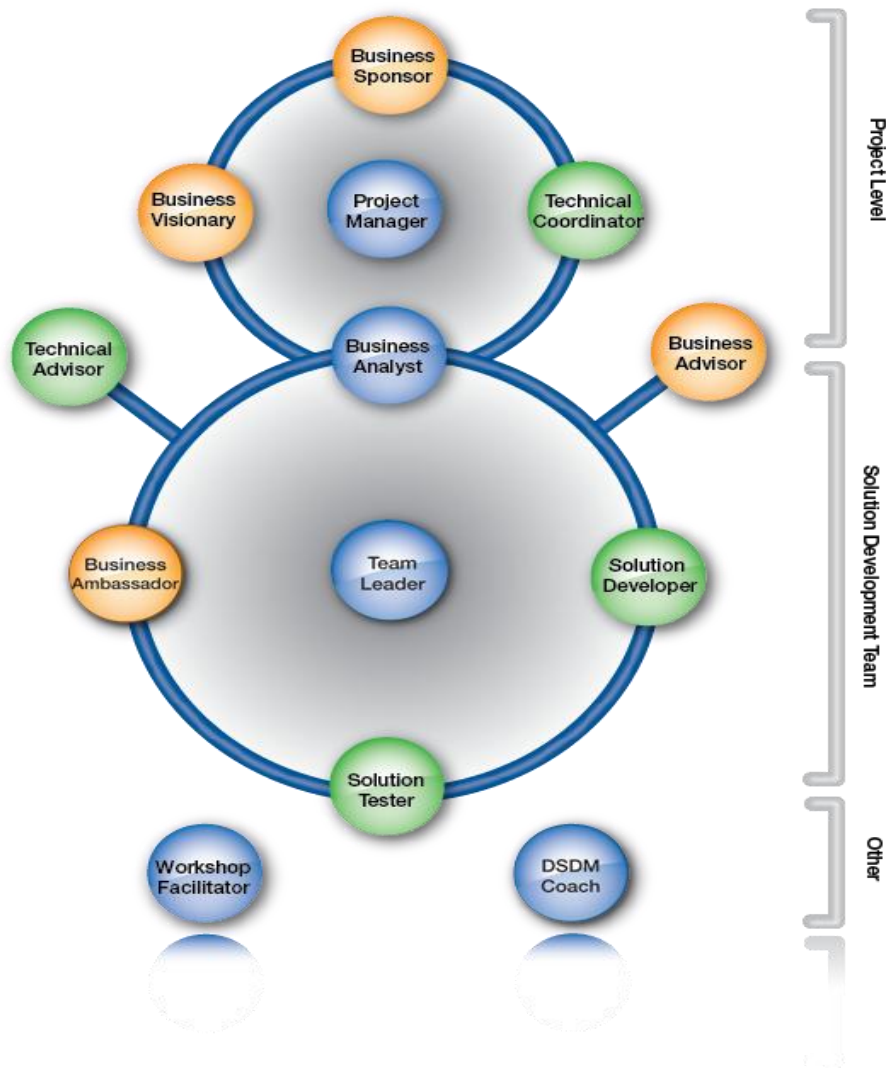 Business
Sponsor
Business
Visionary
Project
Manager
Technical
Coordinator
Project Level
Technical
Advisor
Business
Analyst
Business
Advisor
Business
Ambassador
Team
Leader
Solution
Developer
Solution Development Team
Solution
Tester
Workshop
Facilitator
DSDM
Coach
Other